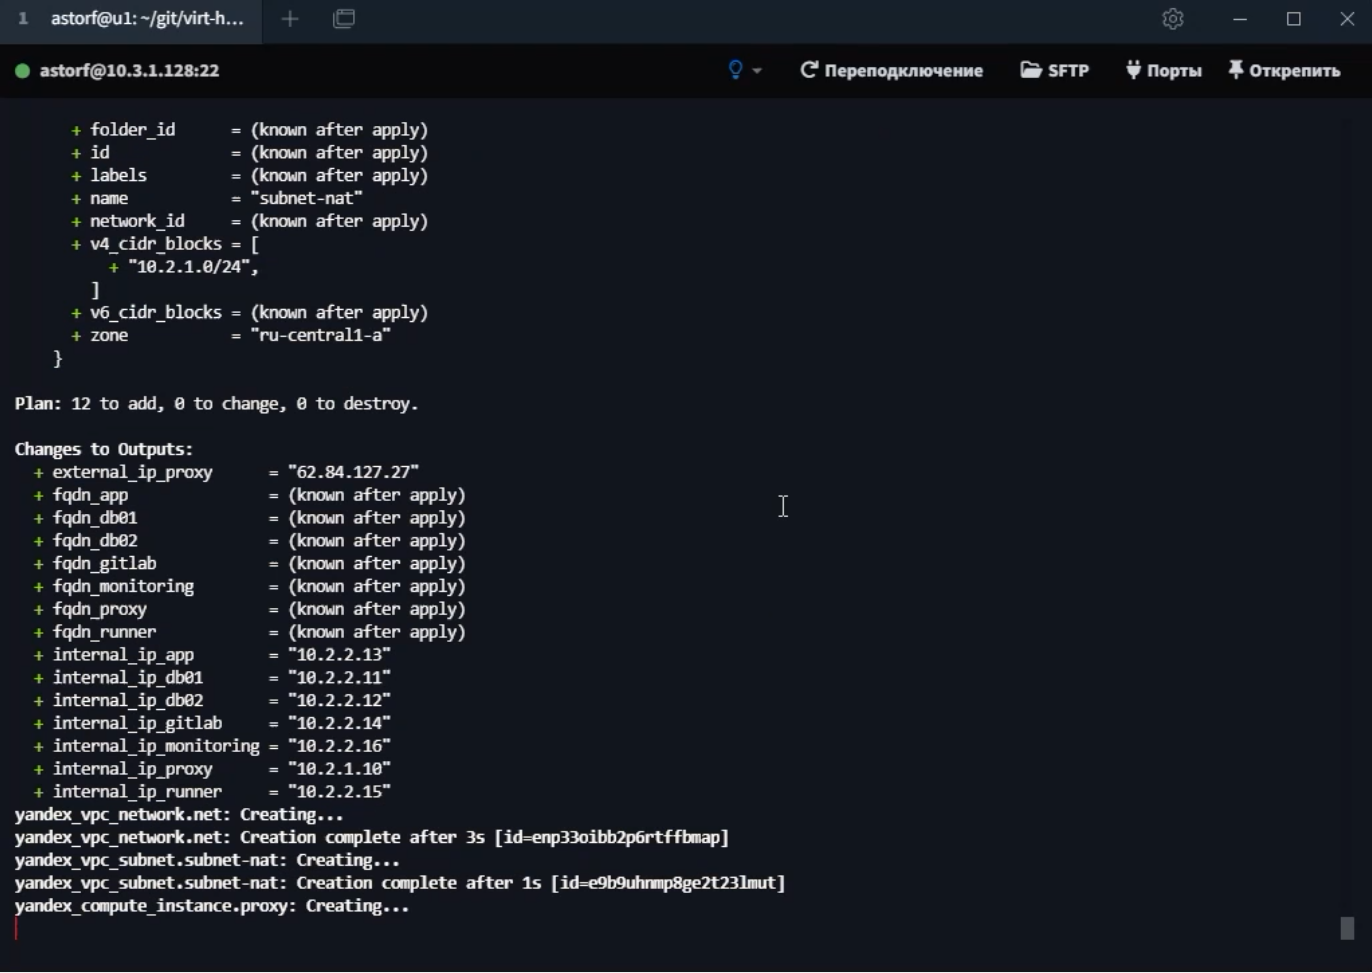 1 astorf@u1: ~/git/virt-h...
astorf@10.3.1.128:22 Переподключение SFTP Порты Открепить
+ folder_id = (known after apply)
+ id = (known after apply)
+ labels = (known after apply)
+ name = "subnet-nat"
+ network_id = (known after apply)
+ v4_cidr_blocks = [
+ "10.2.1.0/24",
]
+ v6_cidr_blocks = (known after apply)
+ zone = "ru-central1-a"
}
Plan: 12 to add, 0 to change, 0 to destroy.
Changes to Outputs:
+ external_ip_proxy = "62.84.127.27"
+ fqdn_app = (known after apply)
+ fqdn_db01 = (known after apply)
+ fqdn_db02 = (known after apply)
+ fqdn_gitlab = (known after apply)
+ fqdn_monitoring = (known after apply)
+ fqdn_proxy = (known after apply)
+ fqdn_runner = (known after apply)
+ internal_ip_app = "10.2.2.13"
+ internal_ip_db01 = "10.2.2.11"
+ internal_ip_db02 = "10.2.2.12"
+ internal_ip_gitlab = "10.2.2.14"
+ internal_ip_monitoring = "10.2.2.16"
+ internal_ip_proxy = "10.2.1.10"
+ internal_ip_runner = "10.2.2.15"
yandex_vpc_network.net: Creating...
yandex_vpc_network.net: Creation complete after 3s [id=enp33oibb2p6rtffbmap]
yandex_vpc_subnet.subnet-nat: Creating...
yandex_vpc_subnet.subnet-nat: Creation complete after 1s [id=e9b9uhnmp8ge2t23lmut]
yandex_compute_instance.proxy: Creating...